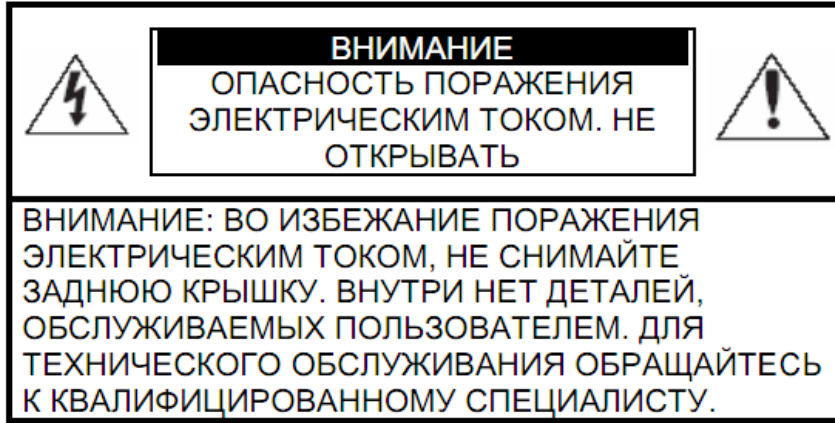 ВНИМАНИЕ
ОПАСНОСТЬ ПОРАЖЕНИЯ
ЭЛЕКТРИЧЕСКИМ ТОКОМ. НЕ
ОТКРЫВАТЬ
ВНИМАНИЕ: ВО ИЗБЕЖАНИЕ ПОРАЖЕНИЯ
ЭЛЕКТРИЧЕСКИМ ТОКОМ, НЕ СНИМАЙТЕ
ЗАДНЮЮ КРЫШКУ. ВНУТРИ НЕТ ДЕТАЛЕЙ,
ОБСЛУЖИВАЕМЫХ ПОЛЬЗОВАТЕЛЕМ. ДЛЯ
ТЕХНИЧЕСКОГО ОБСЛУЖИВАНИЯ ОБРАЩАЙТЕСЬ
К КВАЛИФИЦИРОВАННОМУ СПЕЦИАЛИСТУ.